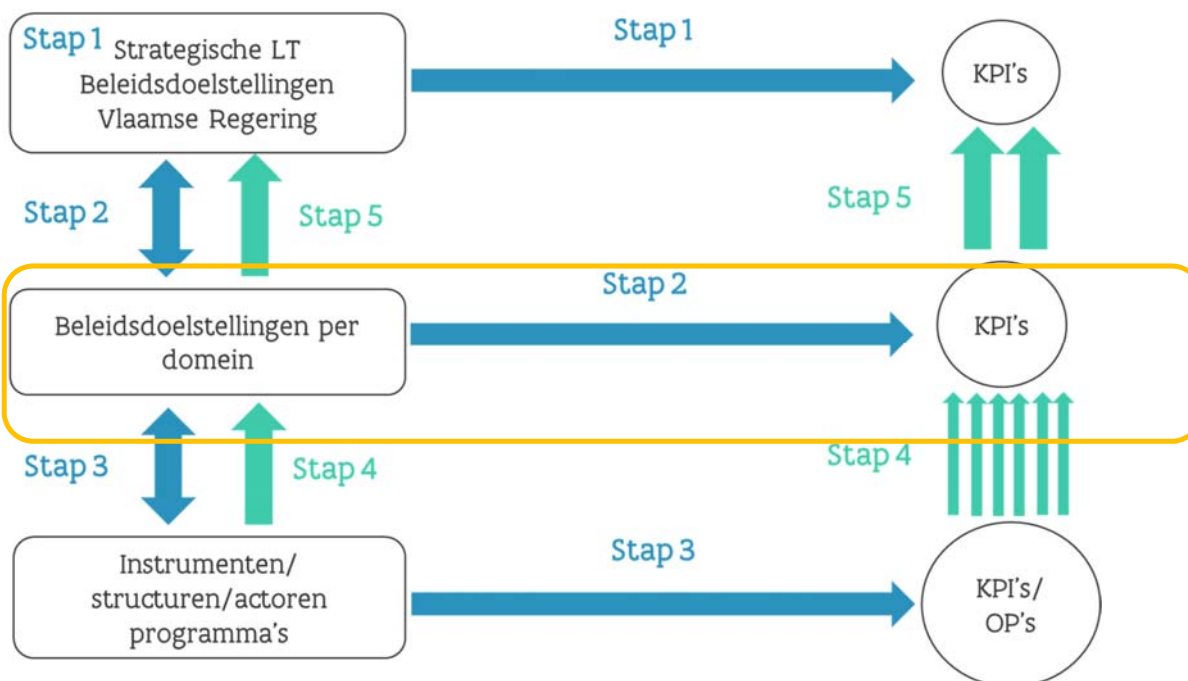 Stap 1
Stap 1
Strategische LT
Beleidsdoelstellingen
Vlaamse Regering
KPI's
Stap 2
Stap 5
Stap 5
Stap 2
Beleidsdoelstellingen per
domein
KPI's
Stap 3
Stap 4
Stap 4
Stap 3
Instrumenten/
structuren/actoren
programma's
KPI's/
OP's